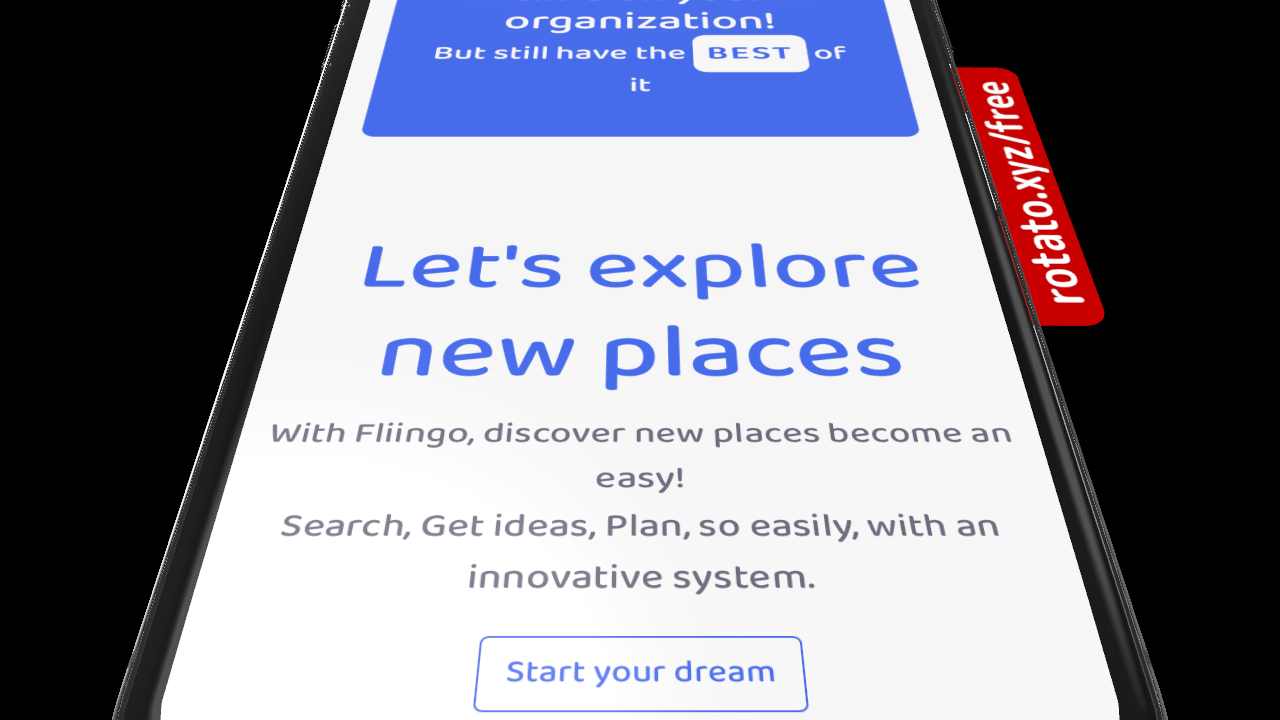 organization!
But still have the BEST of
it
rotato.xyz/free
Let's explore
new places
With Fliingo, discover new places become an
easy!
Search, Get ideas, Plan, so easily, with an
innovative system.
Start your dream